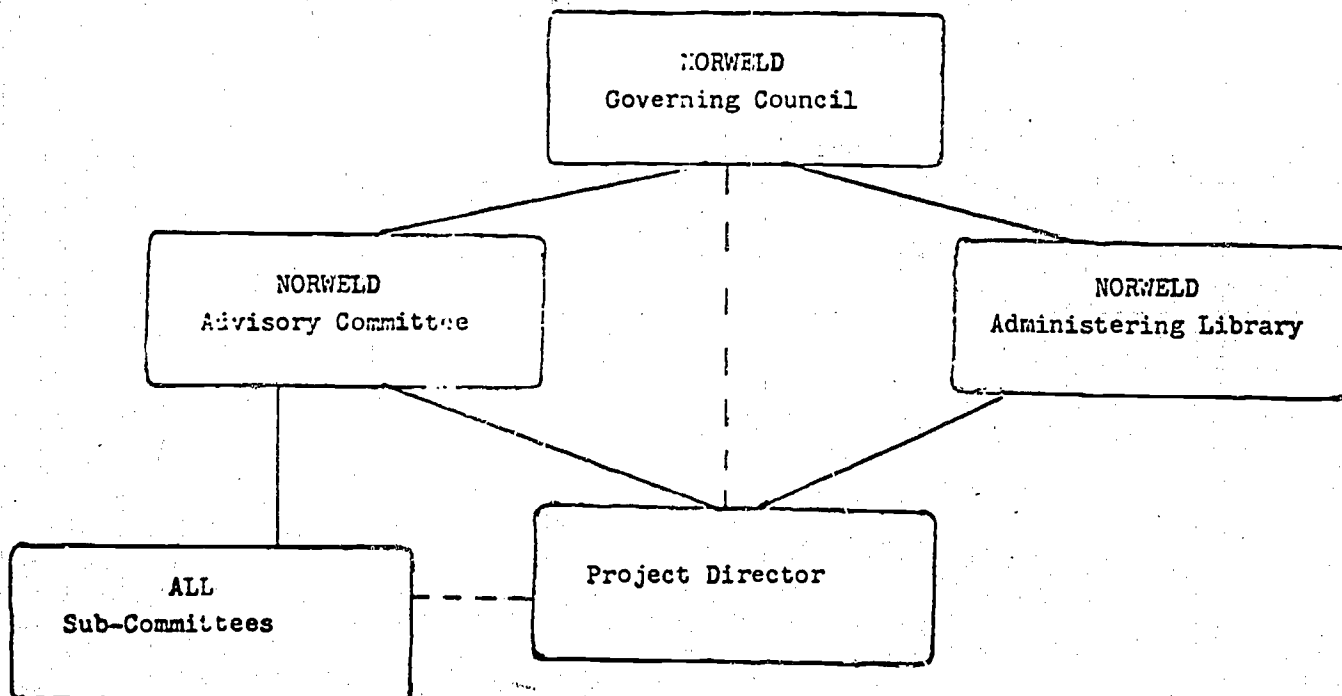 NORWELD
Governing Council
NORWELD
Advisory Committee
NORWELD
Administering Library
Project Director
ALL
Sub-Committees